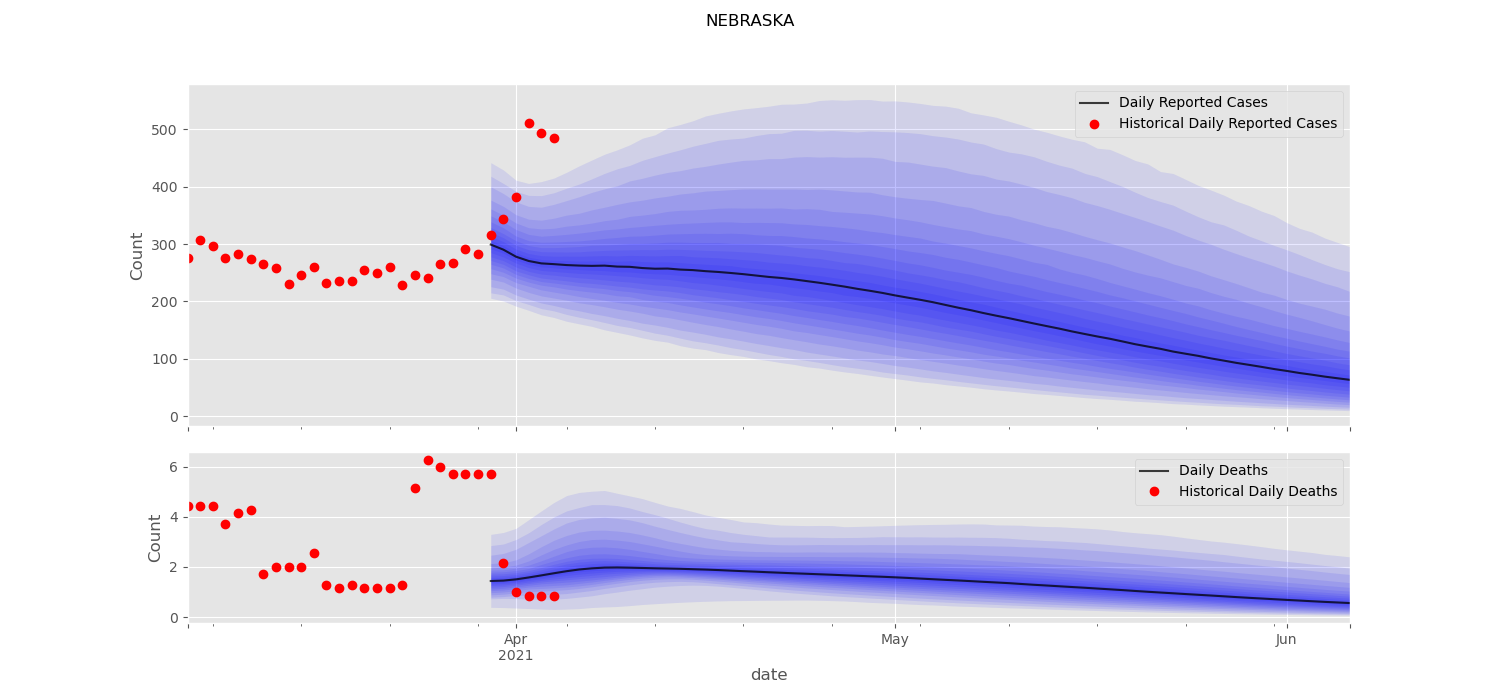 NEBRASKA
Count
500
400
300
200
100
0
Daily Reported Cases
Historical Daily Reported Cases
Count
6
4
2
0
Daily Deaths
Historical Daily Deaths
Apr
2021
May
Jun
date